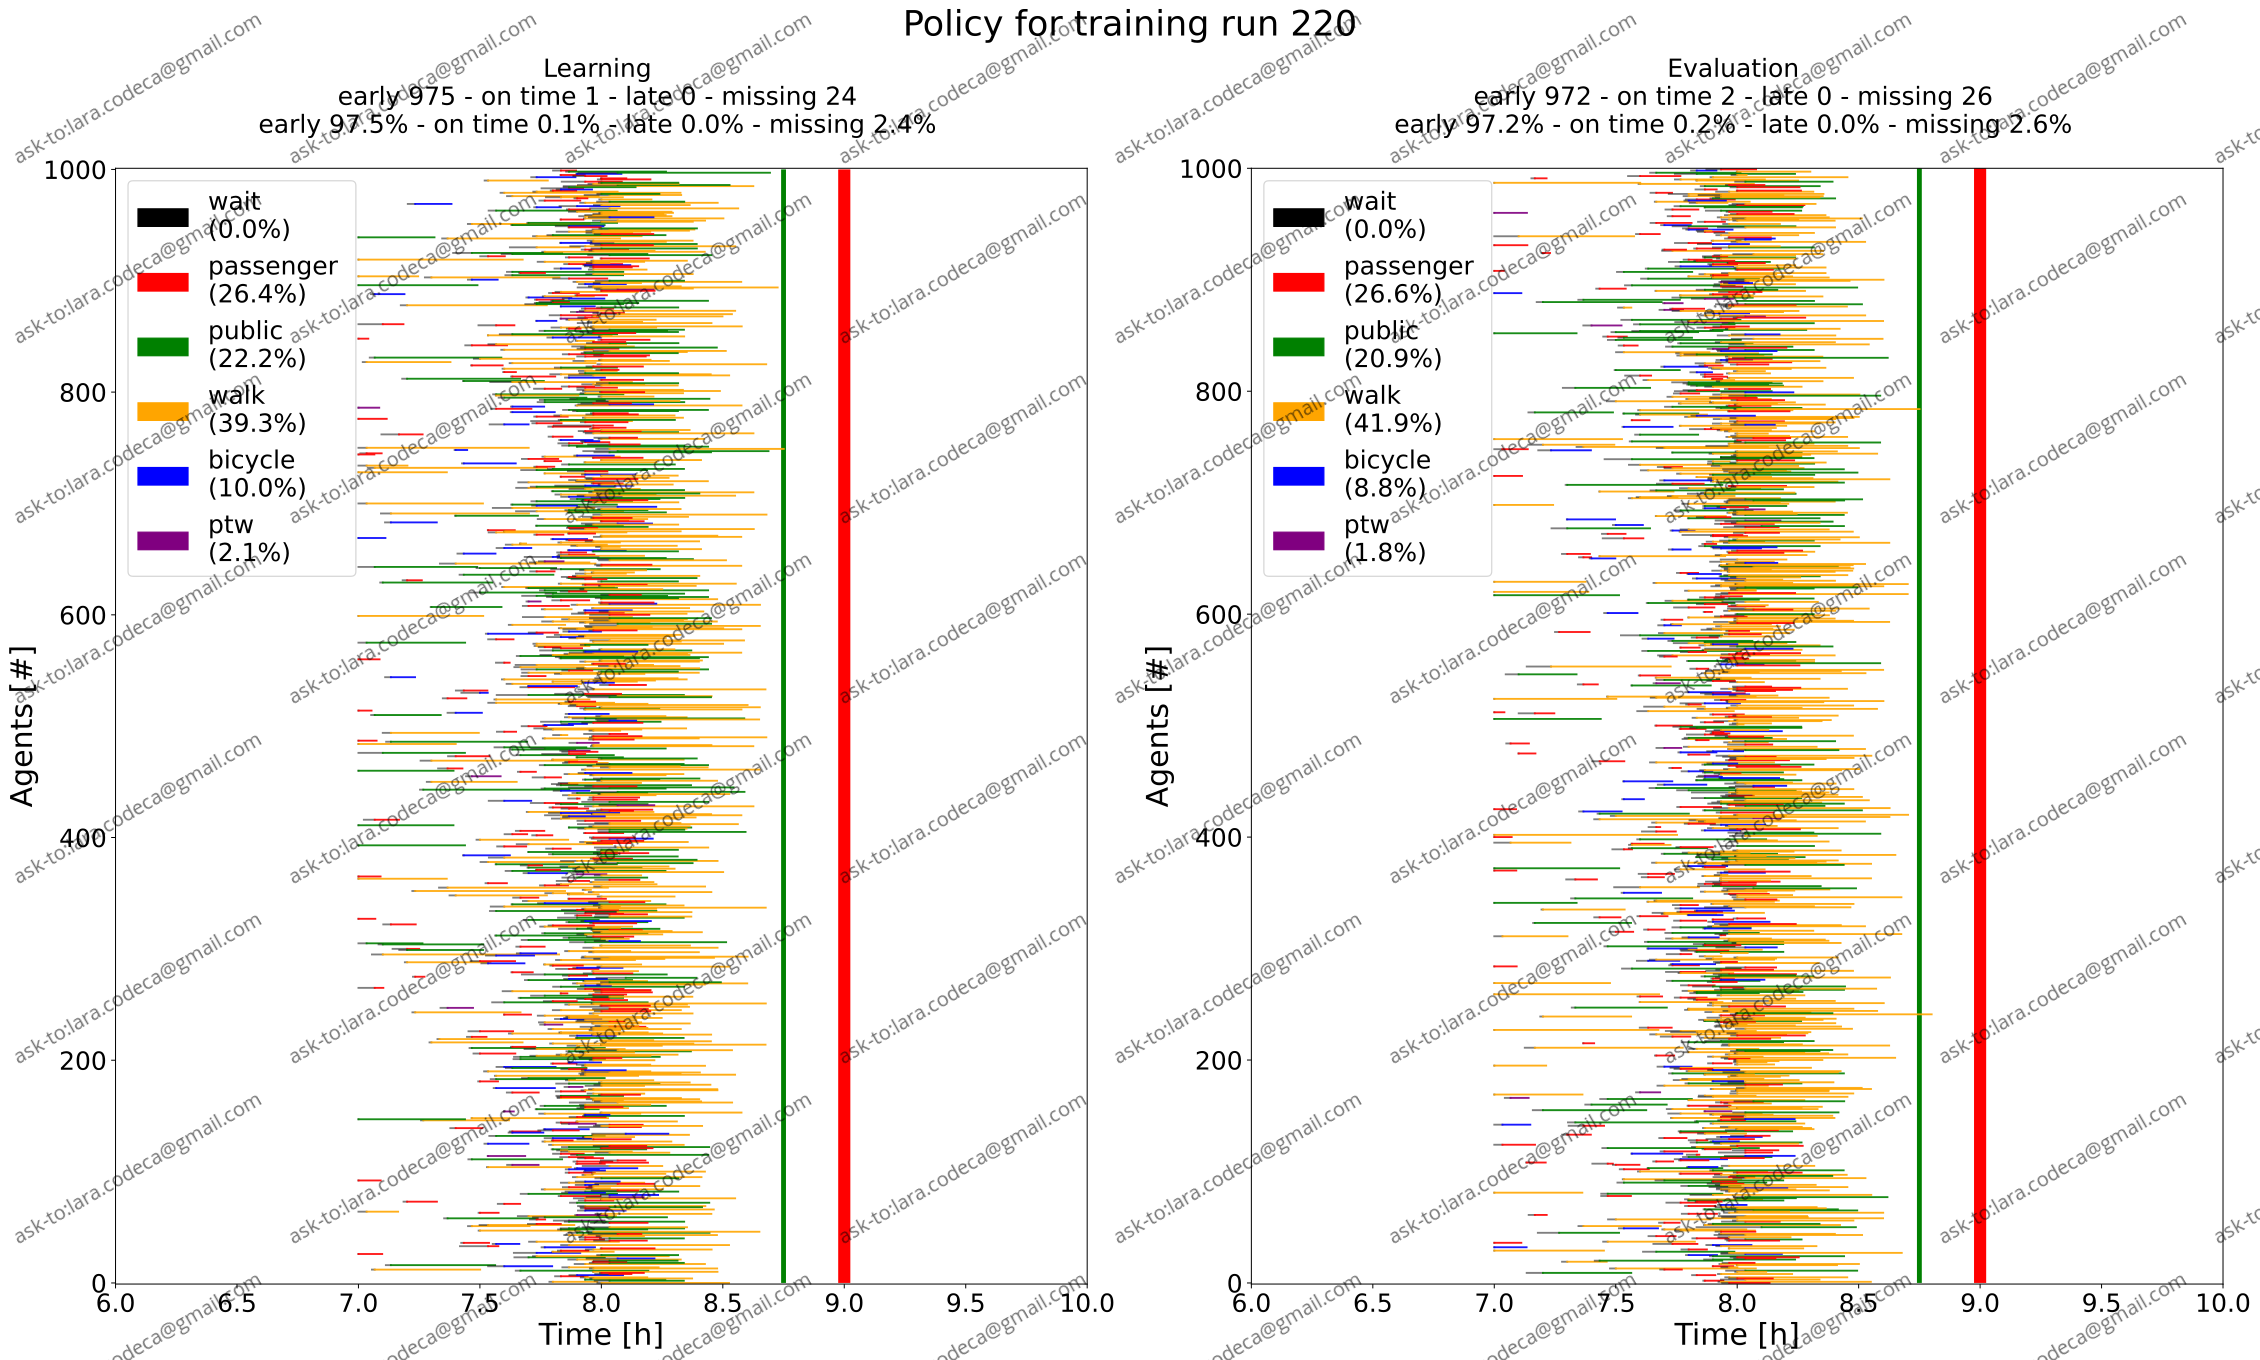 Policy for training run 220
Learning
early 975 - on time 1 - late 0 - missing 24
early 97.5% - on time 0.1% - late 0.0% - missing 2.4%
wait
(0.0%)
passenger
(26.4%)
public
(22.2%)
walk
(39.3%)
bicycle
(10.0%)
ptw
(2.1%)
Agents [#]
1000
800
600
400
200
0
6.0 6.5 7.0 7.5 8.0 8.5 9.0 9.5 10.0
Time [h]
Evaluation
early 972 - on time 2 - late 0 - missing 26
early 97.2% - on time 0.2% - late 0.0% - missing 2.6%
wait
(0.0%)
passenger
(26.6%)
public
(20.9%)
walk
(41.9%)
bicycle
(8.8%)
ptw
(1.8%)
Agents [#]
1000
800
600
400
200
0
6.0 6.5 7.0 7.5 8.0 8.5 9.0 9.5 10.0
Time [h]
ask-to:lara.codeca@gmail.com